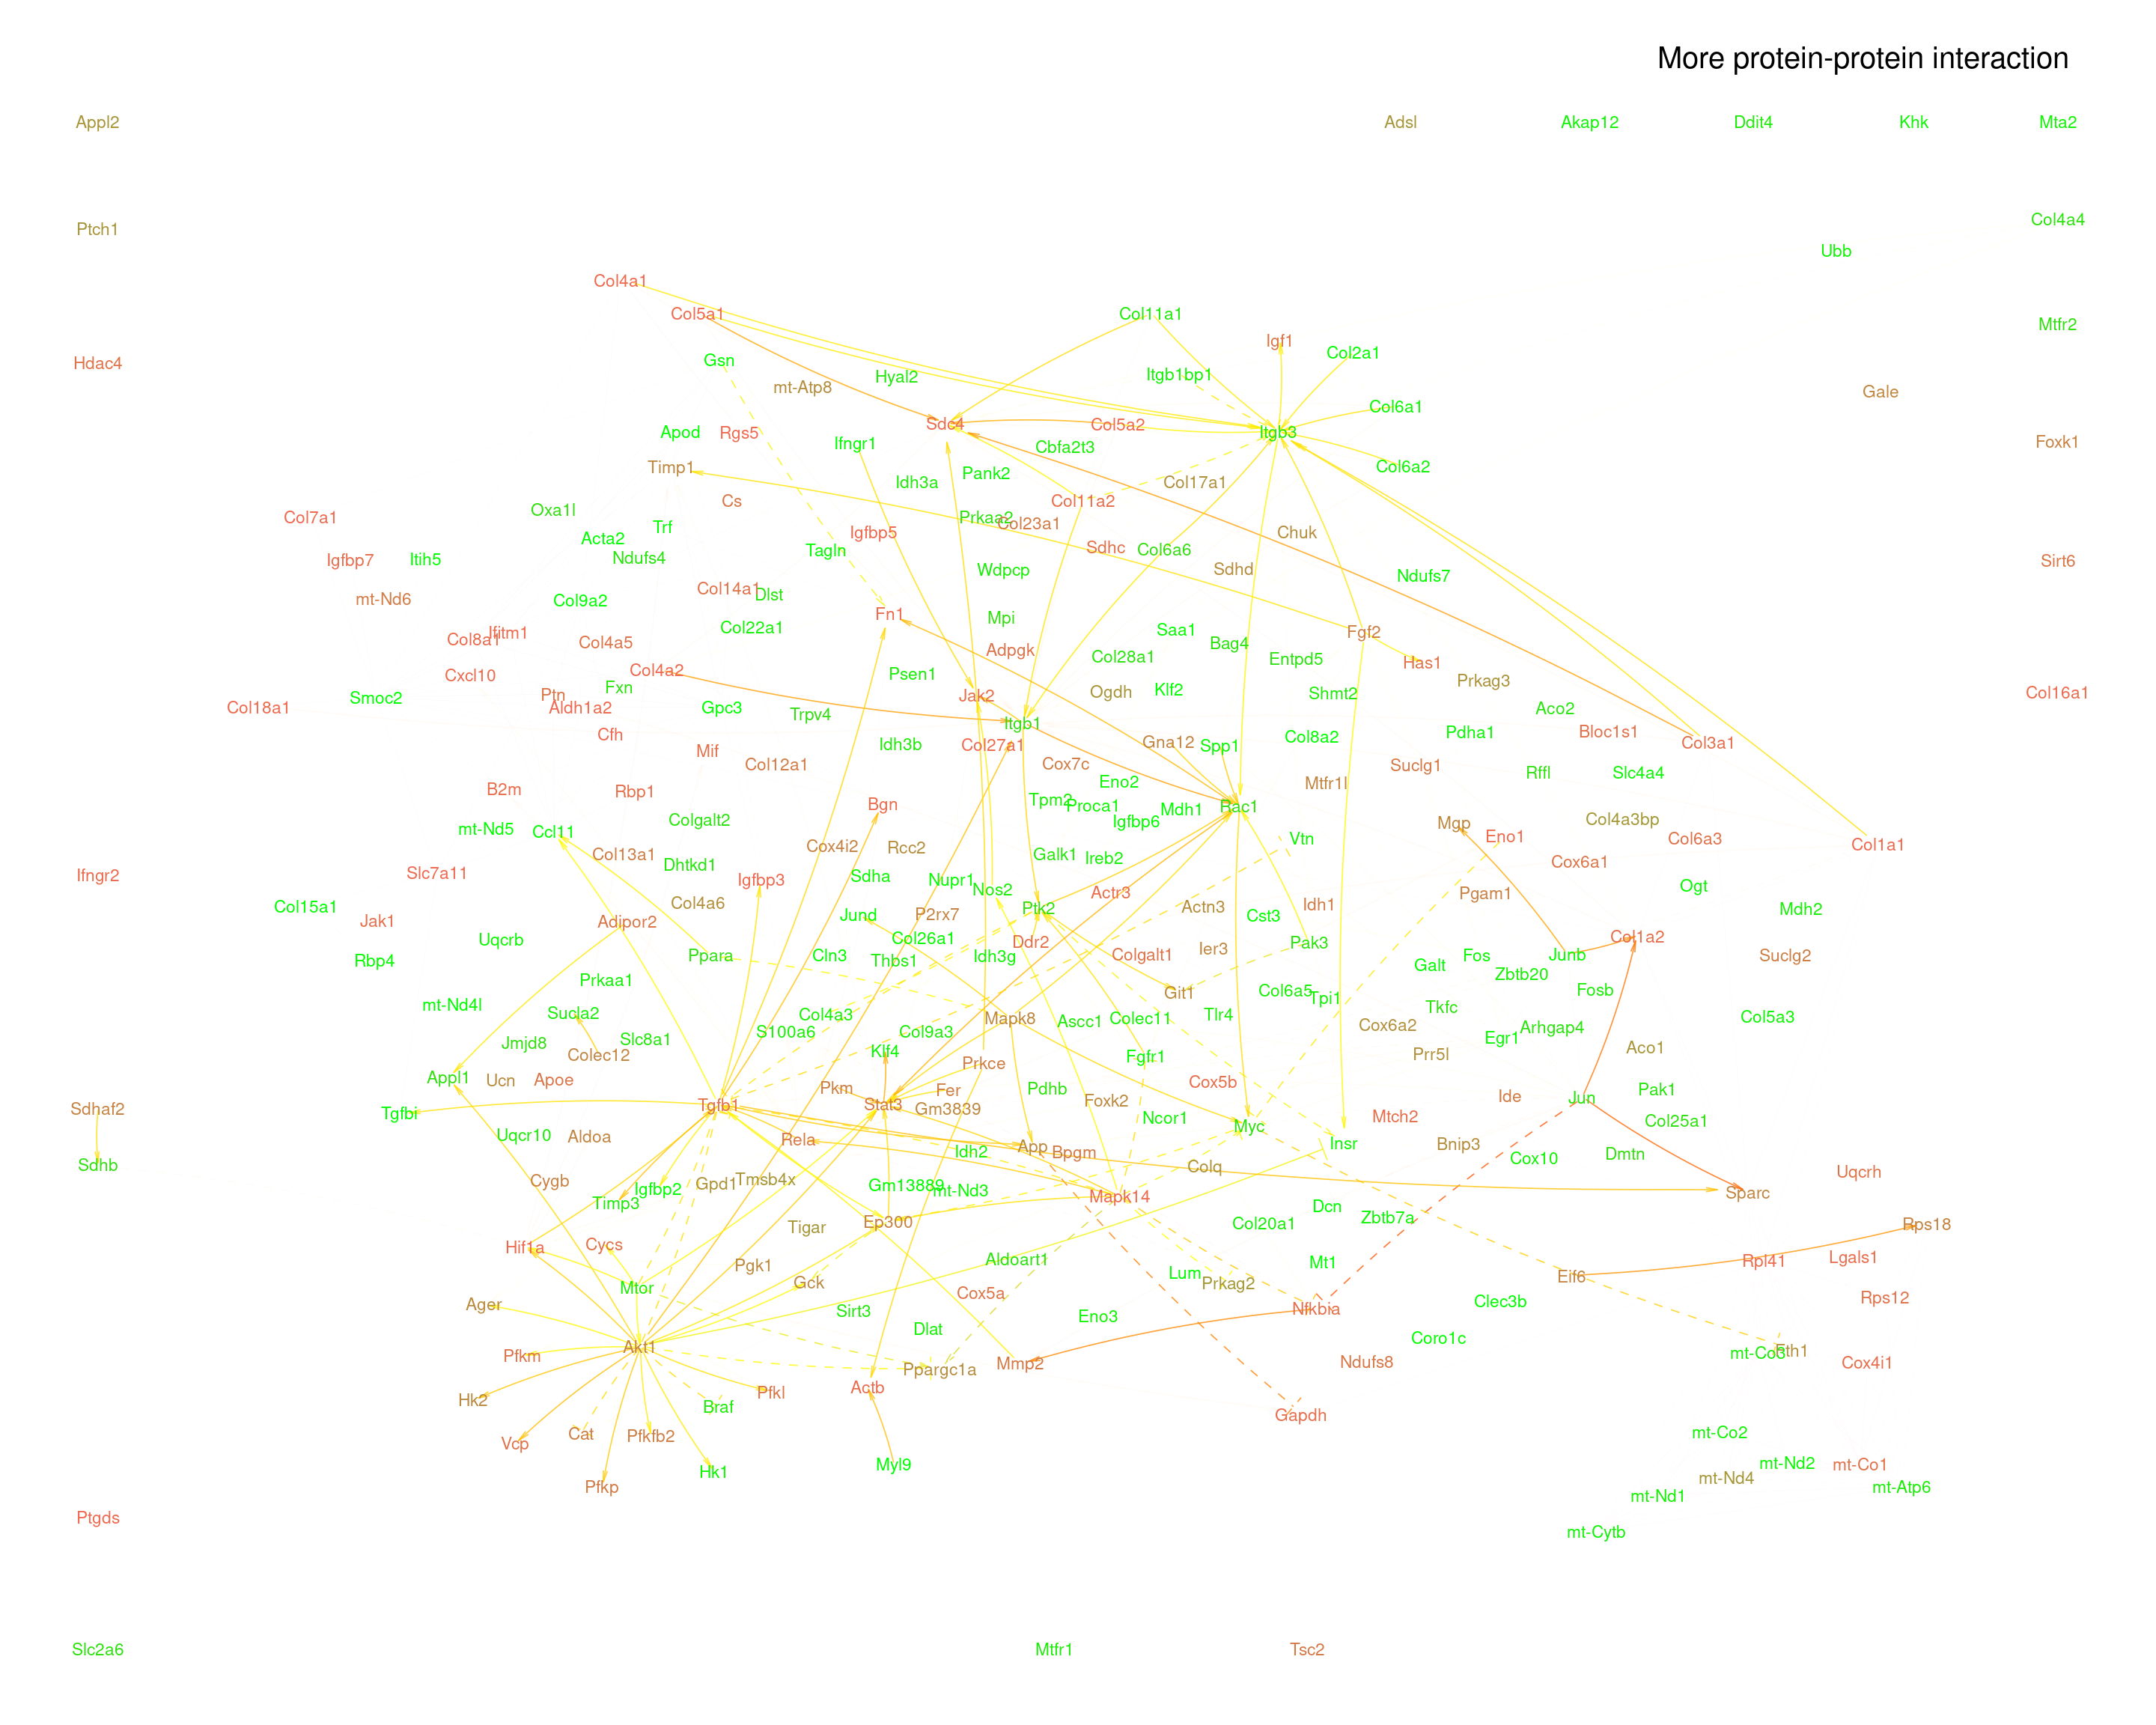 More protein-protein interaction
Appl2
Adsl
Akap12
Ddit4
Khk
Mta2
Ptch1
Col4a4
Ubb
Col4a1
Col5a1
Col11a1
Mtfr2
Igf1
Col2a1
Gsn
Hdac4
Hyal2
Itgb1bp1
mt-Atp8
Gale
Col6a1
Sdc4
Col5a2
Itgb3
Apod
Rgs5
Ifngr1
Cbfa2t3
Foxk1
Timp1
Col6a2
Pank2
Idh3a
Col17a1
Cs
Col11a2
Oxa1l
Col7a1
Prkaa2
Col23a1
Trf
Igfbp5
Chuk
Acta2
Sdhc
Tagln
Col6a6
Ndufs4
Igfbp7
Itih5
Sirt6
Wdpcp
Sdhd
Ndufs7
Col14a1
Dlst
mt-Nd6
Col9a2
Fn1
Mpi
Col22a1
Saa1
Ifitm1
Fgf2
Col8a1
Col4a5
Bag4
Adpgk
Col28a1
Entpd5
Has1
Col4a2
Cxcl10
Psen1
Prkag3
Fxn
Klf2
Ogdh
Shmt2
Col16a1
Smoc2
Ptn
Jak2
Col18a1
Aldh1a2
Gpc3
Trpv4
Aco2
Itgb1
Cfh
Pdha1
Bloc1s1
Col8a2
Gna12
Col3a1
Idh3b
Col27a1
Spp1
Mif
Col12a1
Cox7c
Suclg1
Rffl
Slc4a4
Eno2
Mtfr1l
B2m
Rbp1
Tpm2
Bgn
Proca1
Rac1
Mdh1
Colgalt2
Igfbp6
Mgp
Col4a3bp
mt-Nd5
Ccl11
Eno1
Vtn
Col6a3
Col1a1
Cox4i2
Rcc2
Col13a1
Galk1
Ireb2
Cox6a1
Dhtkd1
Slc7a11
Ifngr2
Sdha
Igfbp3
Nupr1
Ogt
Nos2
Actr3
Pgam1
Col4a6
Idh1
Col15a1
Actn3
Ptk2
Mdh2
Jund
P2rx7
Cst3
Jak1
Adipor2
Col26a1
Col1a2
Uqcrb
Ddr2
Pak3
Ier3
Ppara
Cln3
Idh3g
Colgalt1
Fos
Junb
Suclg2
Rbp4
Thbs1
Galt
Zbtb20
Prkaa1
Col6a5
Fosb
Git1
Tpi1
mt-Nd4l
Tkfc
Sucla2
Col4a3
Mapk8
Ascc1
Colec11
Tlr4
Col5a3
Cox6a2
Arhgap4
S100a6
Col9a3
Slc8a1
Egr1
Jmjd8
Klf4
Aco1
Colec12
Fgfr1
Prr5l
Prkce
Appl1
Ucn
Apoe
Cox5b
Pkm
Fer
Pdhb
Pak1
Ide
Jun
Foxk2
Tgfb1
Stat3
Gm3839
Sdhaf2
Tgfbi
Ncor1
Mtch2
Col25a1
Myc
Uqcr10
Aldoa
Rela
Insr
Bnip3
App
Idh2
Bpgm
Dmtn
Cox10
Sdhb
Colq
Uqcrh
Cygb
Gpd1
Tmsb4x
Gm13889
Igfbp2
mt-Nd3
Sparc
Mapk14
Timp3
Dcn
Zbtb7a
Ep300
Col20a1
Rps18
Tigar
Hif1a
Cycs
Lgals1
Aldoart1
Mt1
Rpl41
Pgk1
Lum
Eif6
Gck
Prkag2
Mtor
Cox5a
Rps12
Clec3b
Ager
Nfkbia
Sirt3
Eno3
Dlat
Coro1c
Akt1
Fth1
mt-Co3
Pfkm
Ndufs8
Cox4i1
Mmp2
Ppargc1a
Actb
Pfkl
Hk2
Braf
Gapdh
Cat
Pfkfb2
mt-Co2
Vcp
mt-Nd2
mt-Co1
Myl9
Hk1
mt-Nd4
Pfkp
mt-Atp6
mt-Nd1
Ptgds
mt-Cytb
Slc2a6
Mtfr1
Tsc2